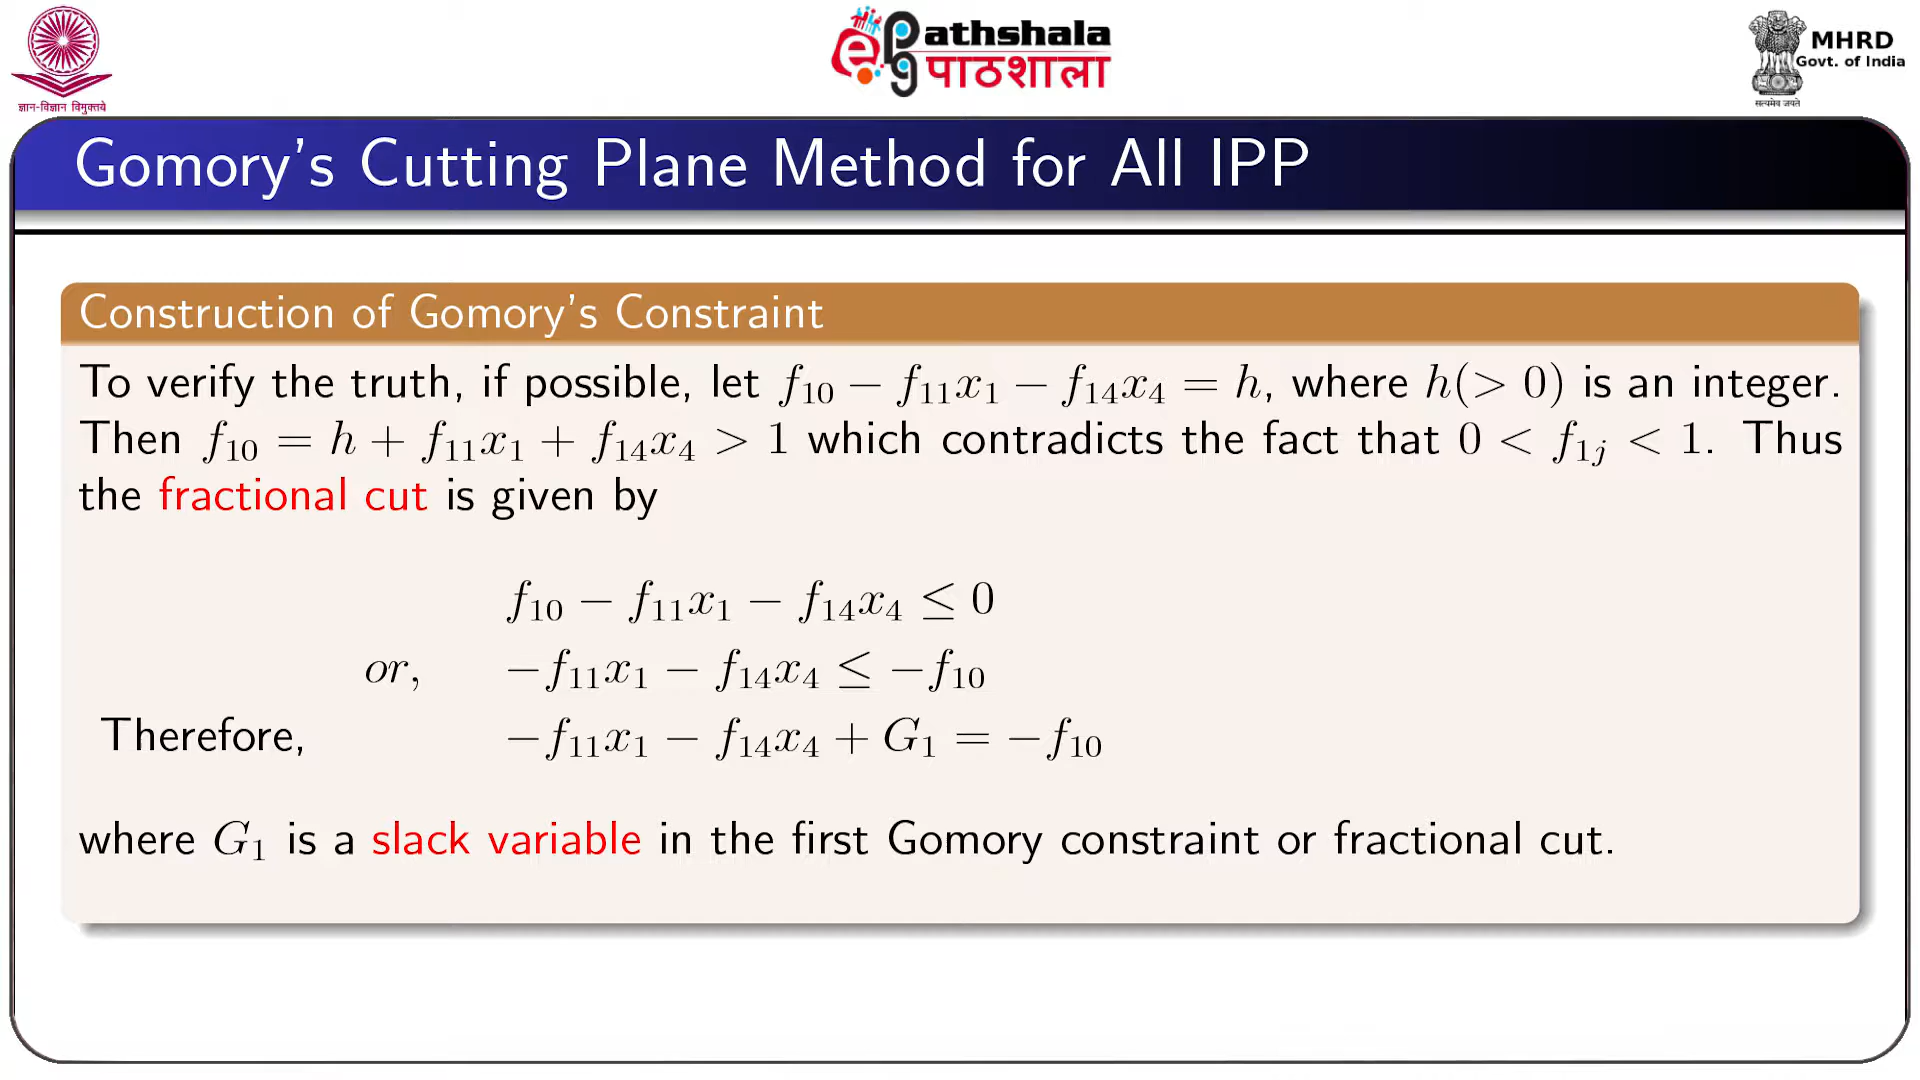 ज्ञान-विज्ञान विमुक्तये
ePg Pathshala
पाठशाला
MHRD
Govt. of India
सत्यमेव जयते
Gomory's Cutting Plane Method for All IPP
Construction of Gomory's Constraint
To verify the truth, if possible, let f₁₀ − f₁₁x₁ − f₁₄x₄ = h, where h(> 0) is an integer.
Then f₁₀ = h + f₁₁x₁ + f₁₄x₄ > 1 which contradicts the fact that 0 < f₁ⱼ < 1. Thus
the fractional cut is given by
f₁₀ − f₁₁x₁ − f₁₄x₄ ≤ 0
or, −f₁₁x₁ − f₁₄x₄ ≤ −f₁₀
Therefore, −f₁₁x₁ − f₁₄x₄ + G₁ = −f₁₀
where G₁ is a slack variable in the first Gomory constraint or fractional cut.